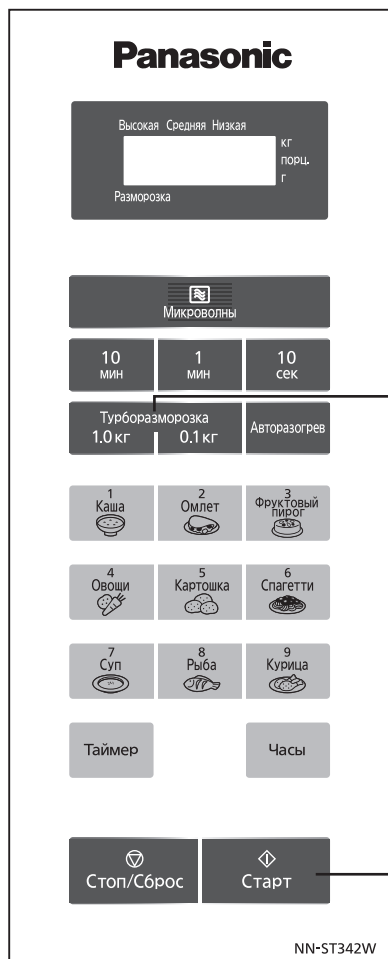 Panasonic
Высокая Средняя Низкая
кг
порц.
г
Разморозка
Микроволны
10 мин
1 мин
10 сек
Турборазморозка
1.0 кг 0.1 кг
Авторазогрев
1
Каша
2
Омлет
3
Фруктовый
пирог
4
Овощи
5
Картошка
6
Спагетти
7
Суп
8
Рыба
9
Курица
Таймер
Часы
Стоп/Сброс
Старт
NN-ST342W